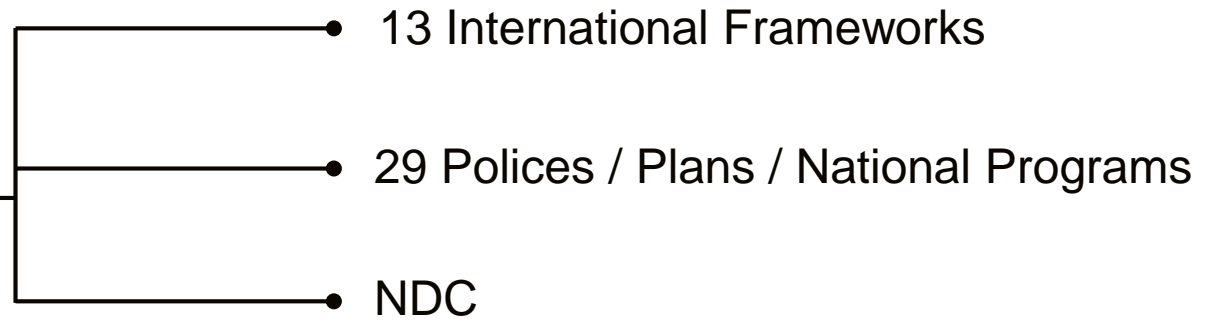 13 International Frameworks
29 Polices / Plans / National Programs
NDC